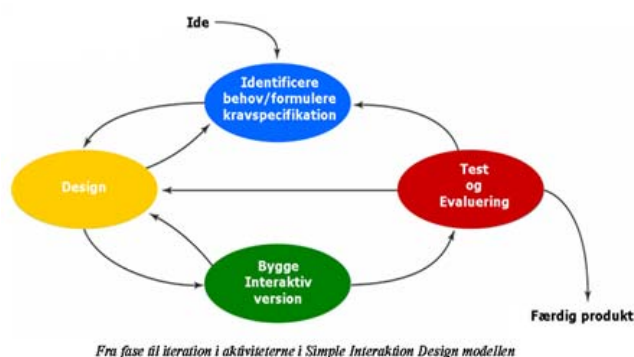 Ide
Identificere
behov/formulere
kravspecifikation
Design
Test
og
Evaluering
Bygge
Interaktiv
version
Færdig produkt
Fra fase til iteration i aktiviteterne i Simple Interaktion Design modellen